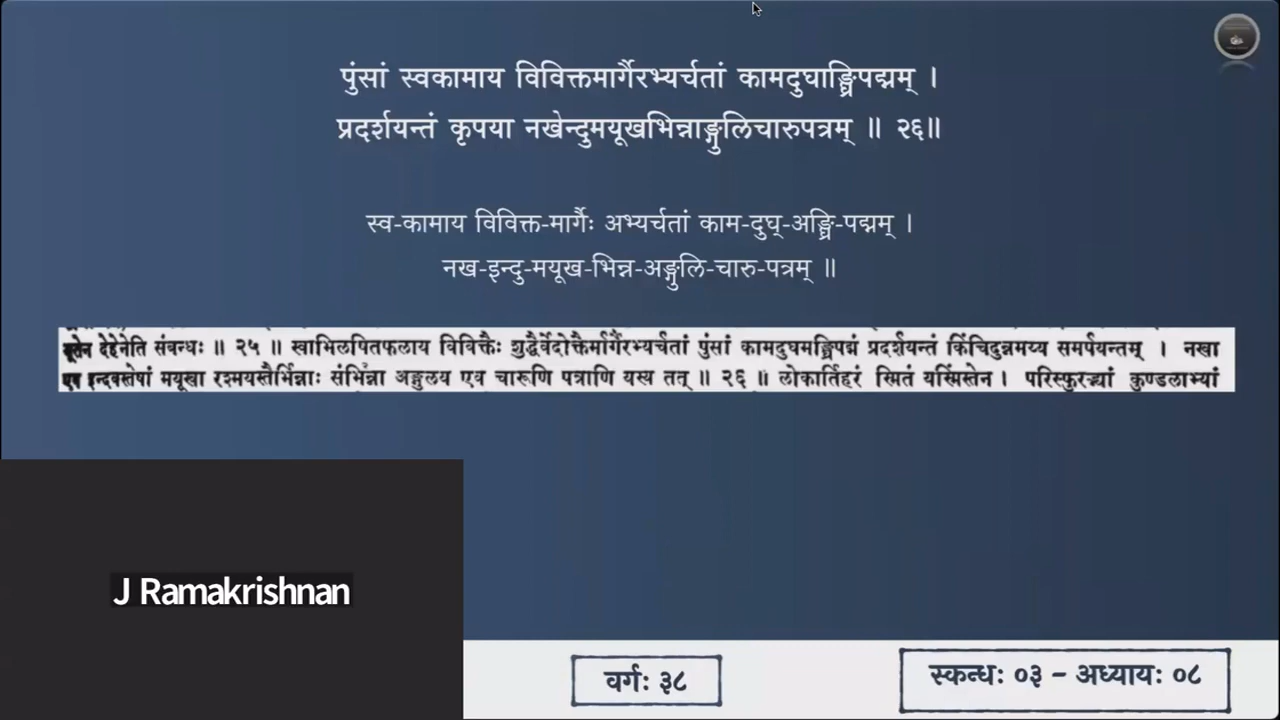 पुंसां स्वकामाय विविक्तमार्गैरभ्यर्चतां कामदुघाङ्घ्रिपद्मम् ।
प्रदर्शयन्तं कृपया नखेन्दुमयूखभिन्नाङ्गुलिचारुपत्रम् ॥ २६॥
स्व-कामाय विविक्त-मार्गैः अभ्यर्चतां काम-दुघ्-अङ्घ्रि-पद्मम् ।
नख-इन्दु-मयूख-भिन्न-अङ्गुलि-चारु-पत्रम् ॥
देहेनेति संबन्धः ॥ २५ ॥ स्वाभिलषितफलाय विविक्तैः शुद्धैर्वेदोक्तैर्मार्गैरभ्यर्चतां पुंसां कामदुघमङ्घ्रिपद्मं प्रदर्शयन्तं किंचिदुन्नमय्य समर्पयन्तम् । नखा
एव इन्दवस्तेषां मयूखा रश्मयस्तैर्भिन्नाः संभिन्ना अङ्गुलय एव चारूणि पत्राणि यस्य तत् ॥ २६ ॥ लोकार्तिहरं स्मितं यस्मिंस्तेन । परिस्फुरद्भ्यां कुण्डलाभ्यां
J Ramakrishnan
वर्गः ३८
स्कन्धः ०३ - अध्यायः ०८